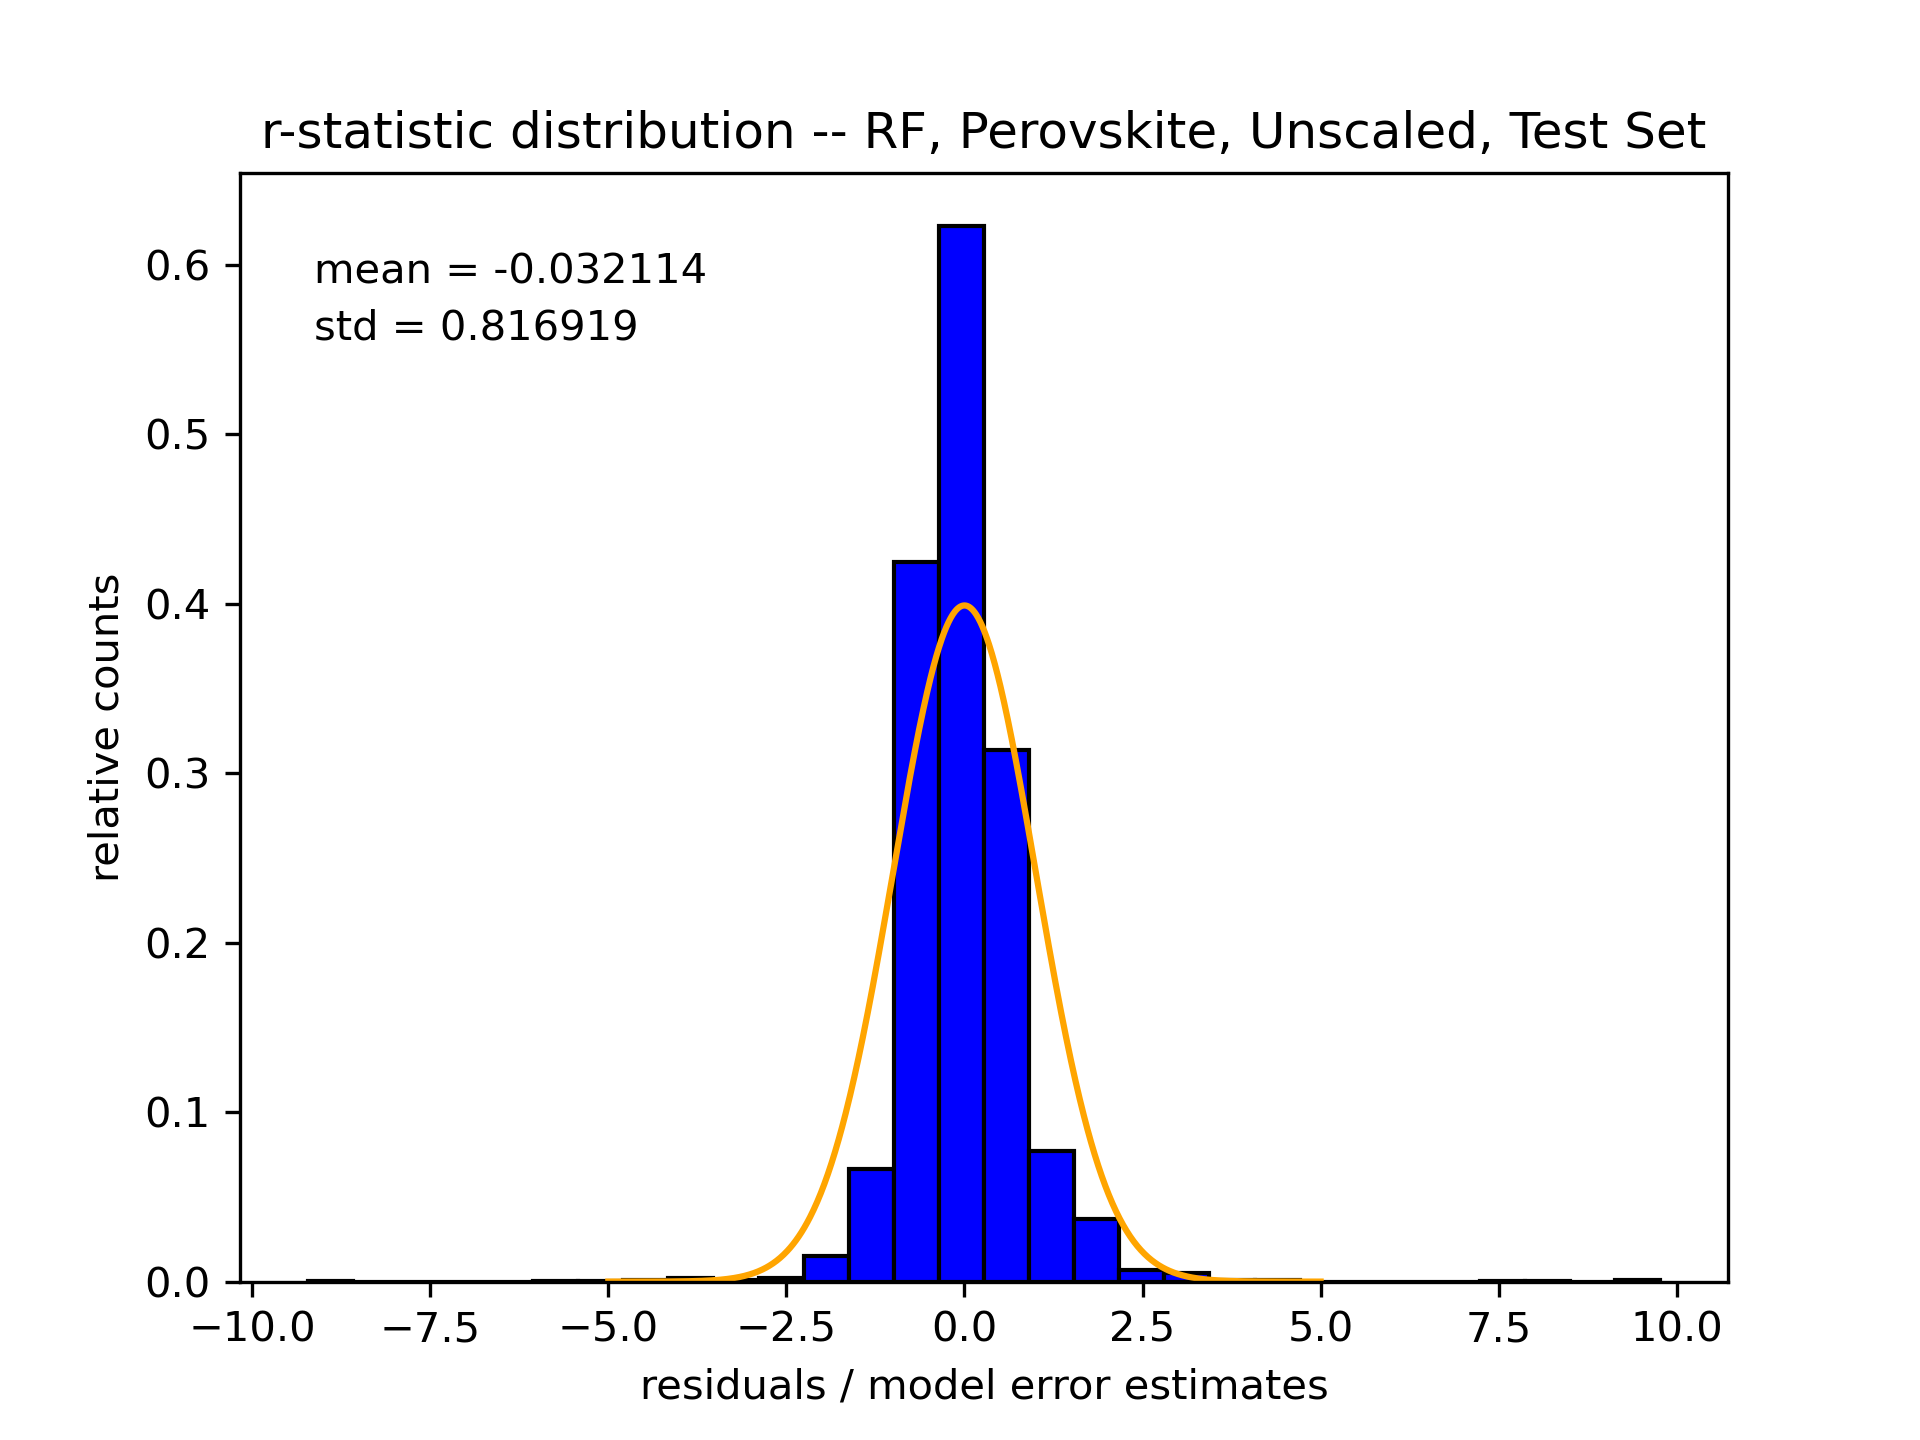 r-statistic distribution -- RF, Perovskite, Unscaled, Test Set
mean = -0.032114
std = 0.816919
relative counts
0.6
0.5
0.4
0.3
0.2
0.1
0.0
−10.0 −7.5 −5.0 −2.5 0.0 2.5 5.0 7.5 10.0
residuals / model error estimates